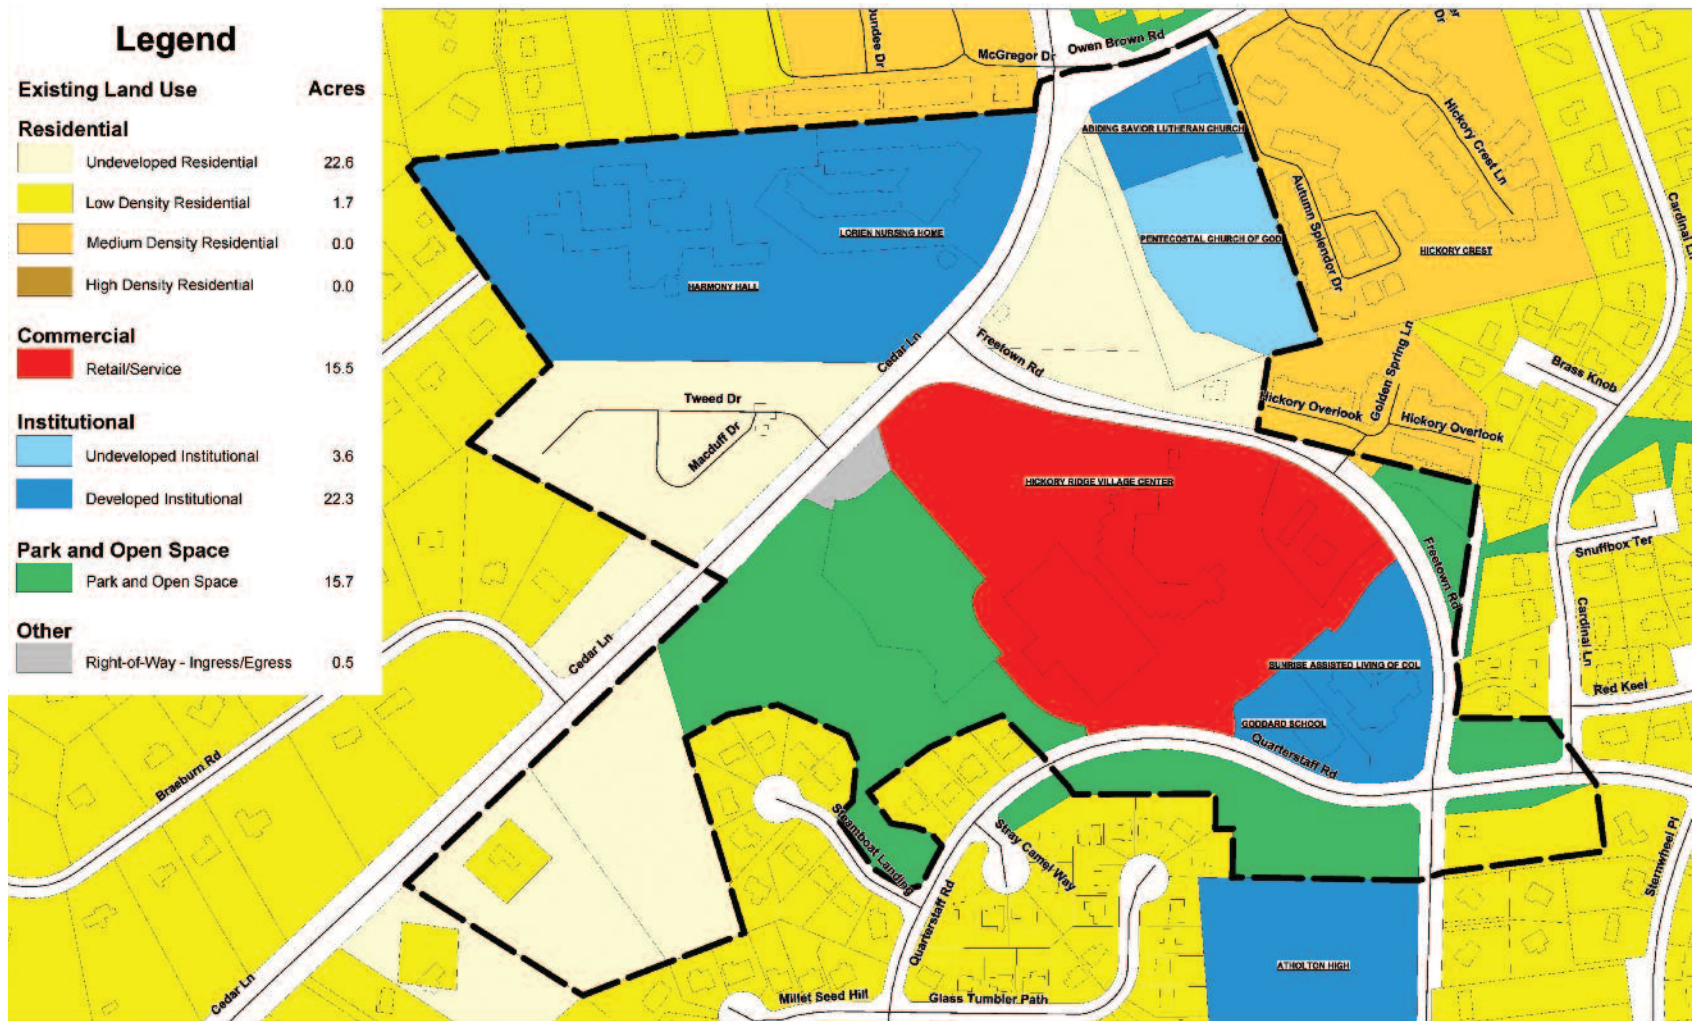 Legend
Existing Land Use Acres
Residential
Undeveloped Residential 22.6
Low Density Residential 1.7
Medium Density Residential 0.0
High Density Residential 0.0
Commercial
Retail/Service 15.5
Institutional
Undeveloped Institutional 3.6
Developed Institutional 22.3
Park and Open Space
Park and Open Space 15.7
Other
Right-of-Way - Ingress/Egress 0.5
McGregor Dr
Owen Brown Rd
Dr
Hickory Crest Ln
ABIDING SAVIOR LUTHERAN CHURCH
Autumn Splendor Dr
Cardinal Ln
LORIEN NURSING HOME
PENTECOSTAL CHURCH OF GOD
HICKORY CREST
HARMONY HALL
Cedar Ln
Freetown Rd
Golden Spring Ln
Brass Knob
Tweed Dr
Macduff Dr
Hickory Overlook
Hickory Overlook
HICKORY RIDGE VILLAGE CENTER
Snuffbox Ter
Freetown Rd
Cardinal Ln
Cedar Ln
SUNRISE ASSISTED LIVING OF COL
Red Keel
GODDARD SCHOOL
Quarterstaff Rd
Braeburn Rd
Steamboat Landing
Stray Camel Way
Sternwheel Pl
Quarterstaff Rd
ATHOLTON HIGH
Cedar Ln
Millet Seed Hill
Glass Tumbler Path